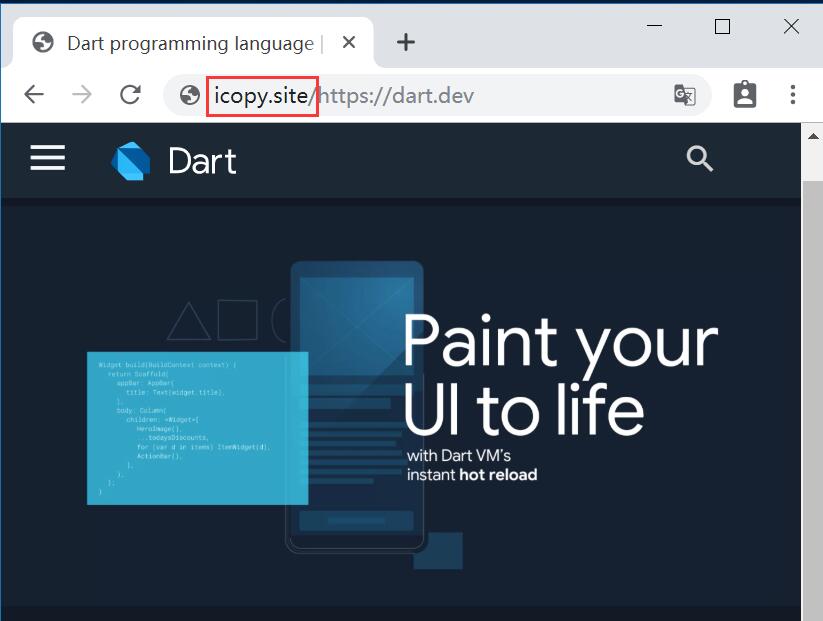 Dart programming language |
icopy.site/https://dart.dev
Dart
Paint your
UI to life
with Dart VM's
instant hot reload
Widget build(BuildContext context) {
return Scaffold(
appBar: AppBar(
title: Text(widget.title),
),
body: Column(
children: <Widget>[
HeroImage(),
...todaysDiscounts,
for (var d in items) ItemWidget(d),
ActionBar(),
],
),
);
}